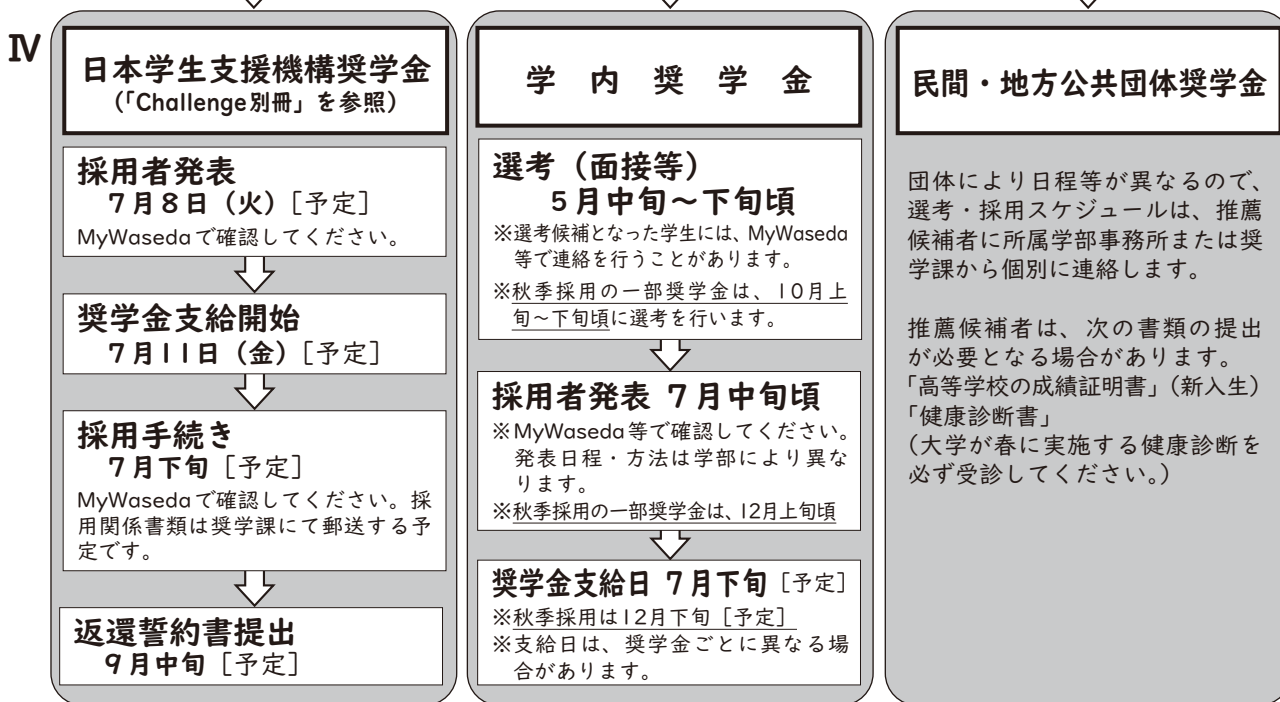 Ⅳ
日本学生支援機構奨学金
(「Challenge別冊」を参照)
採用者発表
7月8日(火)[予定]
MyWasedaで確認してください。
奨学金支給開始
7月11日(金)[予定]
採用手続き
7月下旬[予定]
MyWasedaで確認してください。採
用関係書類は奨学課にて郵送する予
定です。
返還誓約書提出
9月中旬[予定]
学内奨学金
選考(面接等)
5月中旬~下旬頃
※選考候補となった学生には、MyWaseda
等で連絡を行うことがあります。
※秋季採用の一部奨学金は、10月上
旬~下旬頃に選考を行います。
採用者発表 7月中旬頃
※MyWaseda等で確認してください。
発表日程・方法は学部により異な
ります。
※秋季採用の一部奨学金は、12月上旬頃
奨学金支給日 7月下旬[予定]
※秋季採用は12月下旬[予定]
※支給日は、奨学金ごとに異なる場
合があります。
民間・地方公共団体奨学金
団体により日程等が異なるので、
選考・採用スケジュールは、推薦
候補者に所属学部事務所または奨
学課から個別に連絡します。
推薦候補者は、次の書類の提出
が必要となる場合があります。
「高等学校の成績証明書」(新入生)
「健康診断書」
(大学が春に実施する健康診断を
必ず受診してください。)